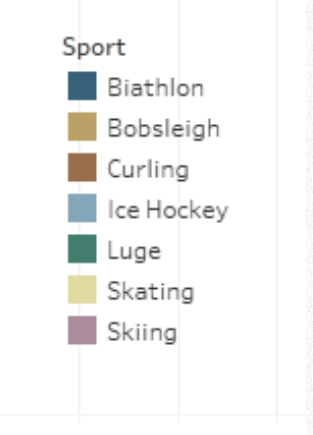 Sport
Biathlon
Bobsleigh
Curling
Ice Hockey
Luge
Skating
Skiing